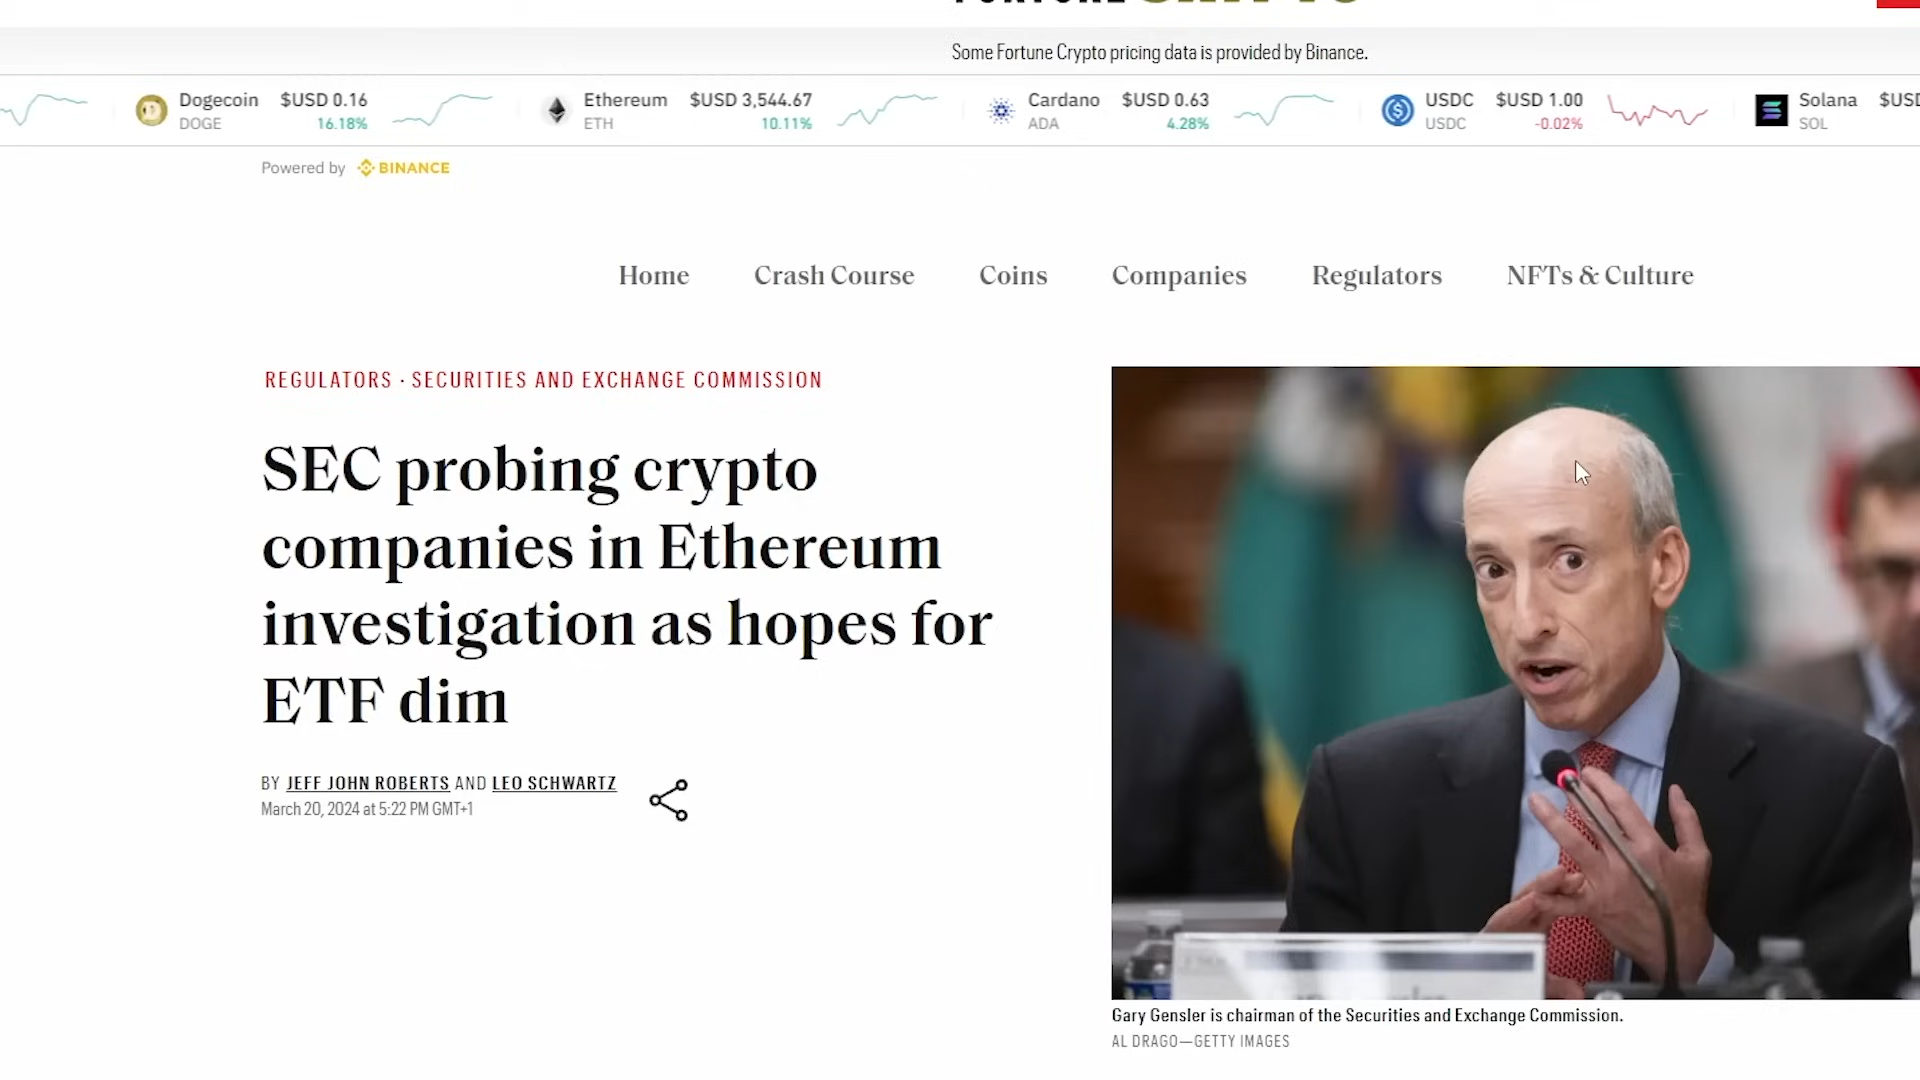 FORTUNE CRYPTO
Some Fortune Crypto pricing data is provided by Binance.
Dogecoin $USD 0.16
DOGE 16.18%
Ethereum $USD 3,544.67
ETH 10.11%
Cardano $USD 0.63
ADA 4.28%
USDC $USD 1.00
USDC -0.02%
Solana $USD
SOL
Powered by BINANCE
Home Crash Course Coins Companies Regulators NFTs & Culture
REGULATORS · SECURITIES AND EXCHANGE COMMISSION
SEC probing crypto
companies in Ethereum
investigation as hopes for
ETF dim
BY JEFF JOHN ROBERTS AND LEO SCHWARTZ
March 20, 2024 at 5:22 PM GMT+1
Gary Gensler is chairman of the Securities and Exchange Commission.
AL DRAGO—GETTY IMAGES